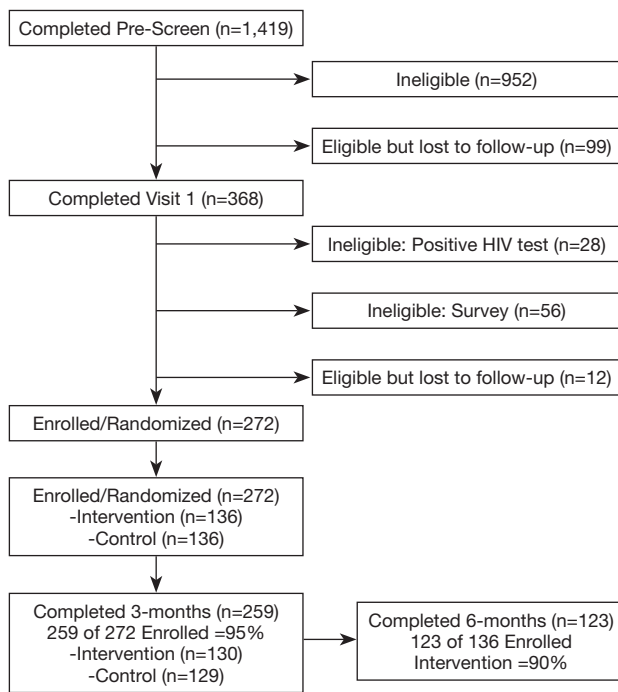 Completed Pre-Screen (n=1,419)
Ineligible (n=952)
Eligible but lost to follow-up (n=99)
Completed Visit 1 (n=368)
Ineligible: Positive HIV test (n=28)
Ineligible: Survey (n=56)
Eligible but lost to follow-up (n=12)
Enrolled/Randomized (n=272)
Enrolled/Randomized (n=272)
-Intervention (n=136)
-Control (n=136)
Completed 3-months (n=259)
259 of 272 Enrolled =95%
-Intervention (n=130)
-Control (n=129)
Completed 6-months (n=123)
123 of 136 Enrolled
Intervention =90%